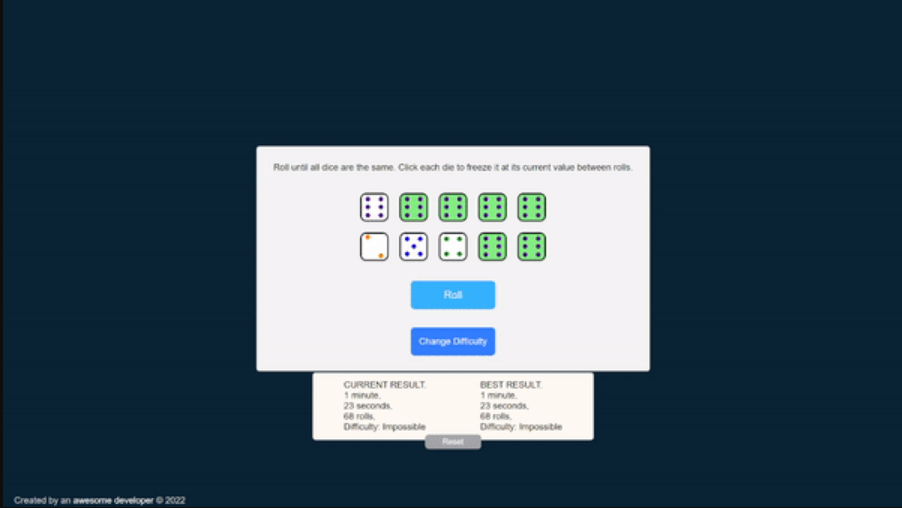 Roll until all dice are the same. Click each die to freeze it at its current value between rolls.
Roll
Change Difficulty
CURRENT RESULT.
1 minute,
23 seconds,
68 rolls,
Difficulty: Impossible
BEST RESULT.
1 minute,
23 seconds,
68 rolls,
Difficulty: Impossible
Reset
Created by an awesome developer © 2022